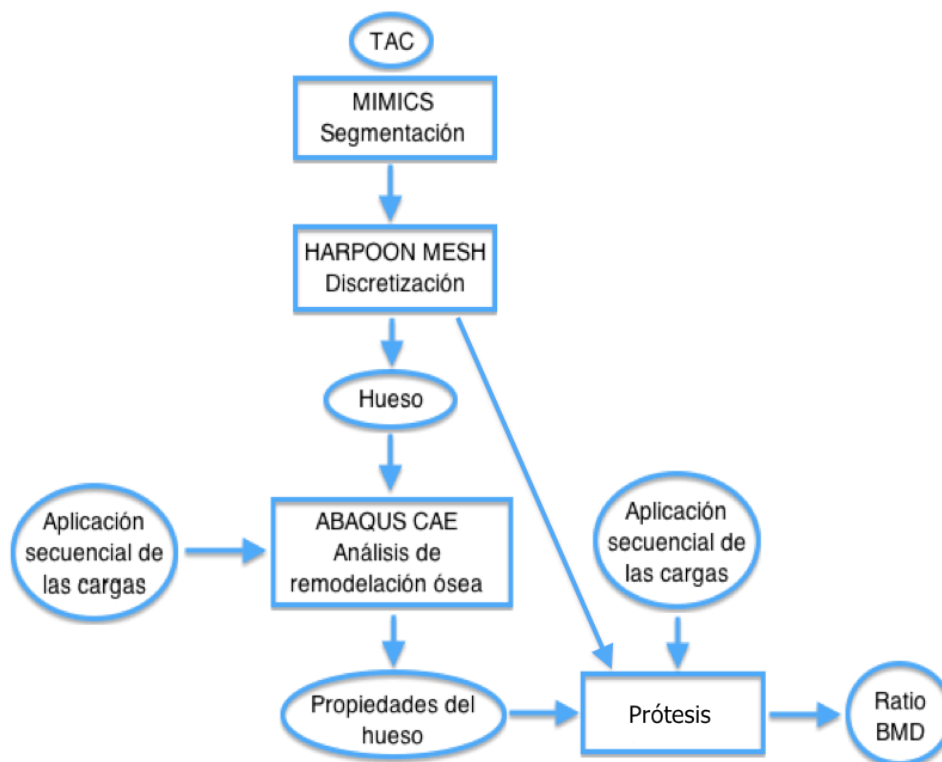 TAC
MIMICS
Segmentación
HARPOON MESH
Discretización
Hueso
Aplicación
secuencial de
las cargas
ABAQUS CAE
Análisis de
remodelación ósea
Aplicación
secuencial de
las cargas
Propiedades del
hueso
Prótesis
Ratio
BMD